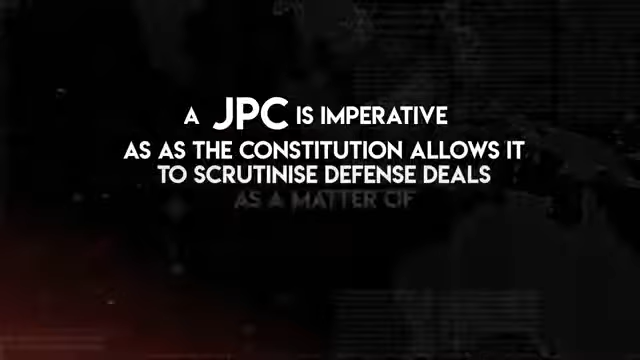 A JPC IS IMPERATIVE
AS AS THE CONSTITUTION ALLOWS IT
TO SCRUTINISE DEFENSE DEALS
AS A MATTER OF